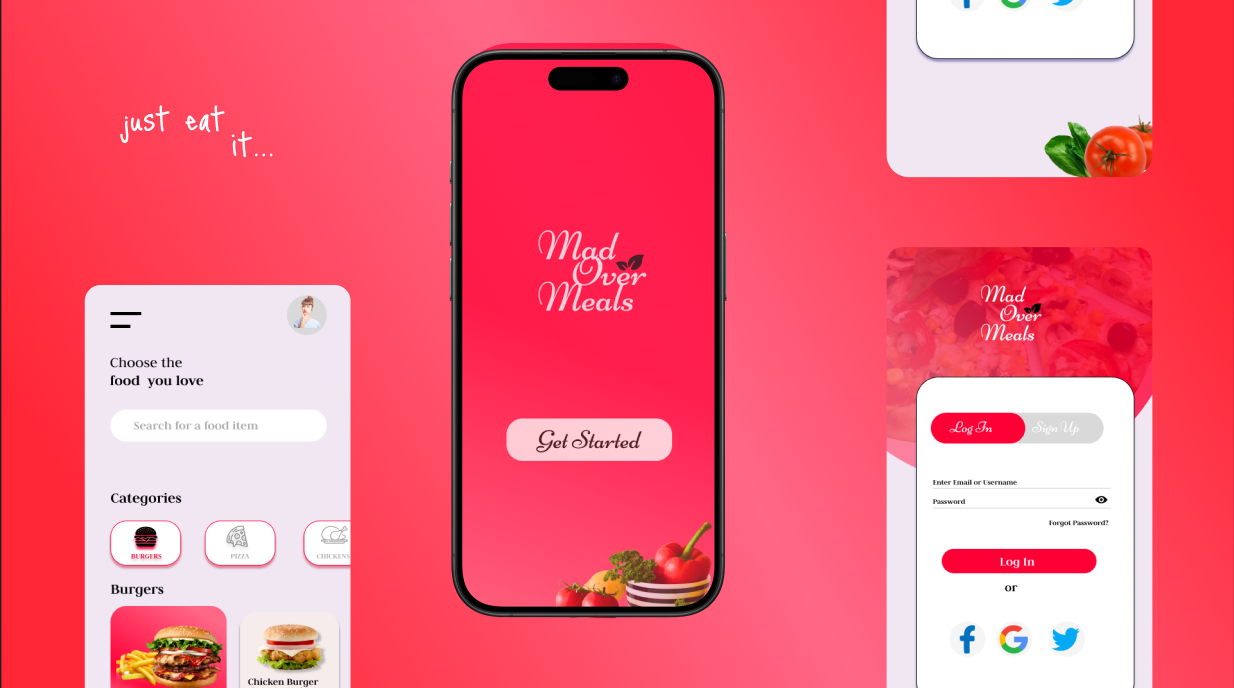 just eat
it...
Mad
Over
Meals
Get Started
Choose the
food you love
Search for a food item
Categories
BURGERS
PIZZA
CHICKENS
Burgers
Chicken Burger
Mad
Over
Meals
Log In
Sign Up
Enter Email or Username
Password
Forgot Password?
Log In
or